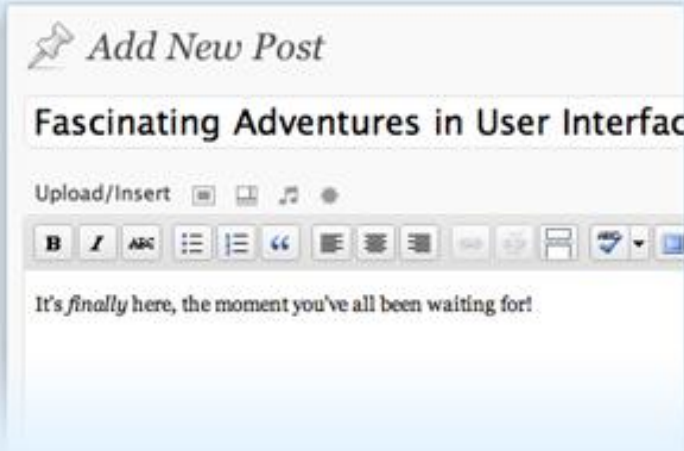 Add New Post
Fascinating Adventures in User Interfac
Upload/Insert
B I ABC
It's finally here, the moment you've all been waiting for!